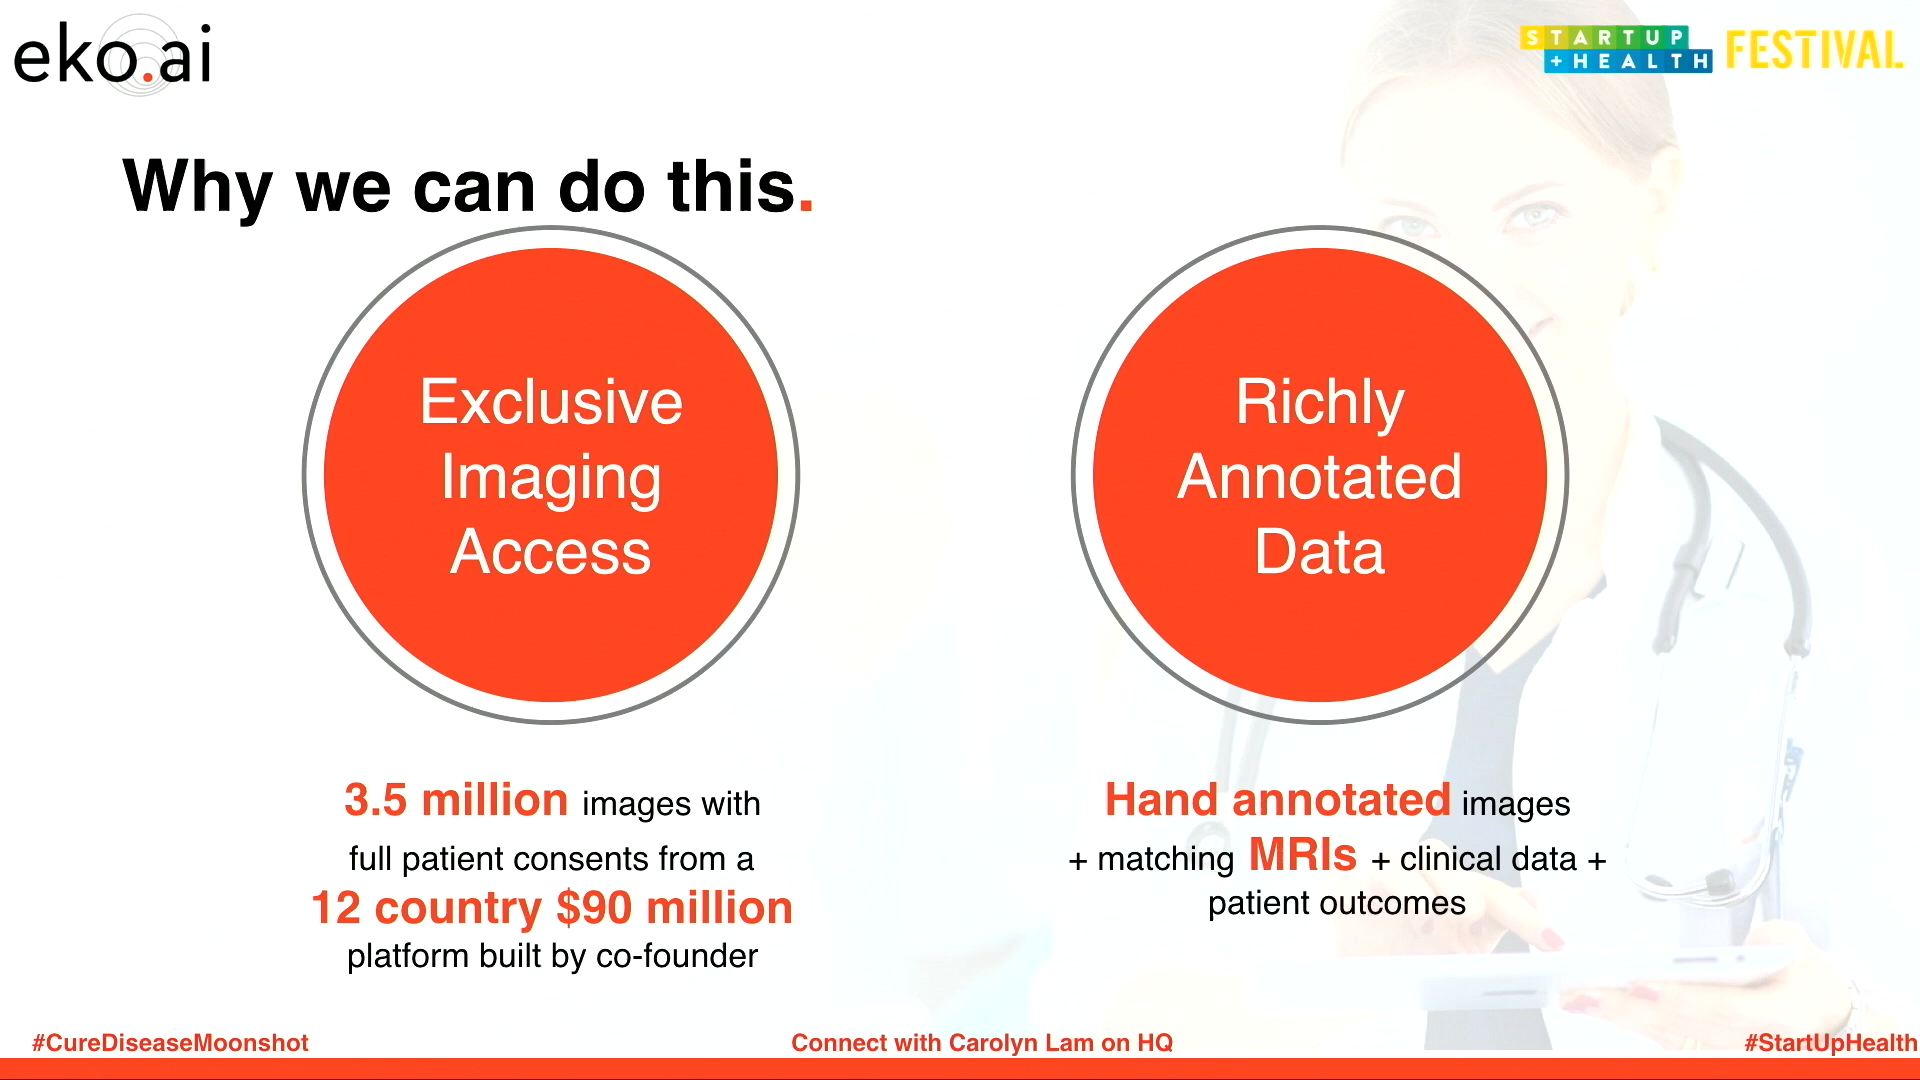 eko.ai
STARTUP
+HEALTH
FESTIVAL
Why we can do this.
Exclusive
Imaging
Access
3.5 million images with
full patient consents from a
12 country $90 million
platform built by co-founder
Richly
Annotated
Data
Hand annotated images
+ matching MRIs + clinical data +
patient outcomes
#CureDiseaseMoonshot
Connect with Carolyn Lam on HQ
#StartUpHealth